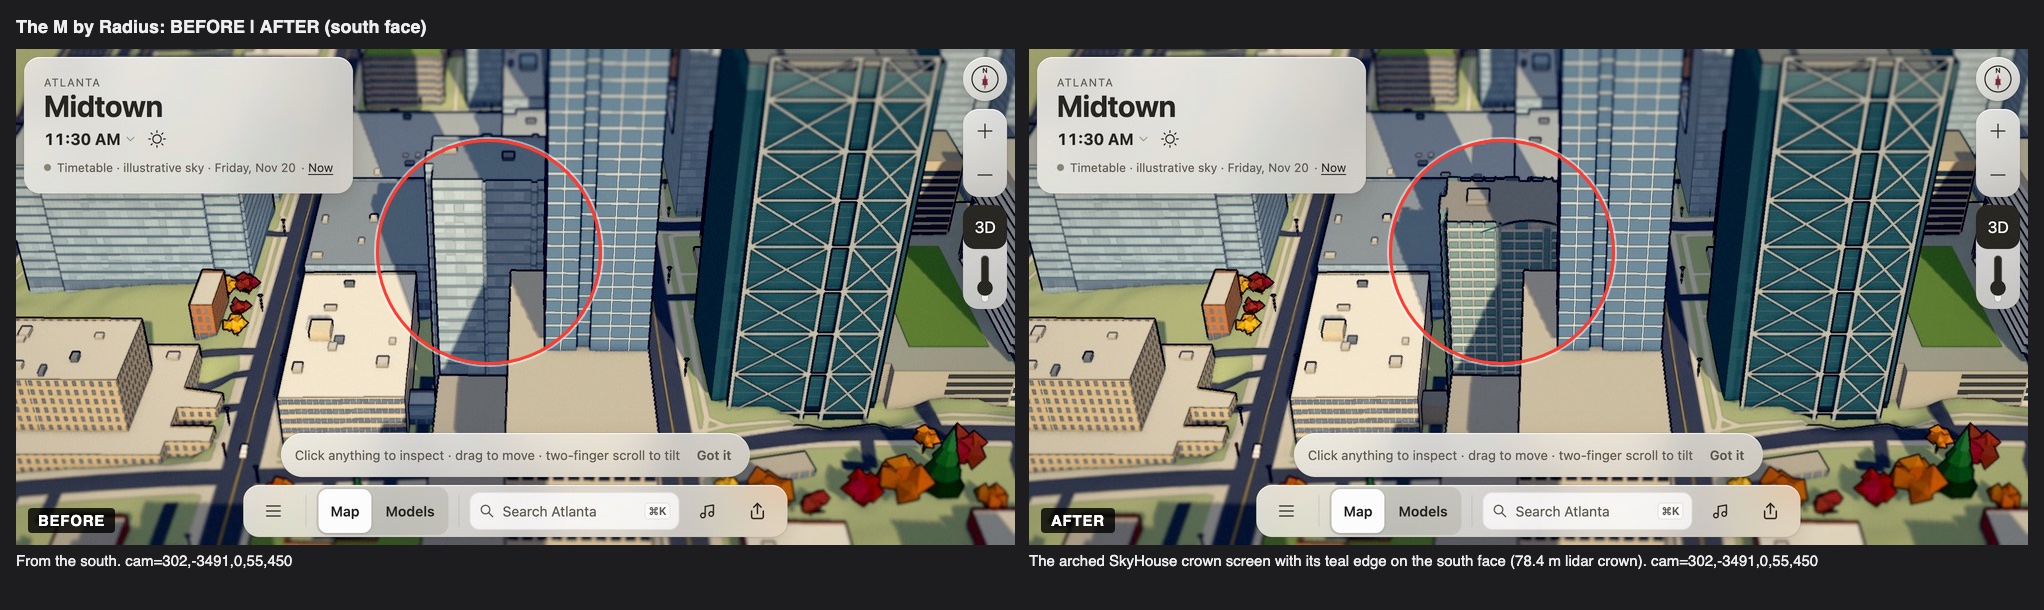 The M by Radius: BEFORE | AFTER (south face)
ATLANTA
Midtown
11:30 AM
Timetable · illustrative sky · Friday, Nov 20 · Now
N
+
−
3D
Click anything to inspect · drag to move · two-finger scroll to tilt Got it
Map Models Search Atlanta ⌘K
BEFORE
From the south. cam=302,-3491,0,55,450
ATLANTA
Midtown
11:30 AM
Timetable · illustrative sky · Friday, Nov 20 · Now
N
+
−
3D
Click anything to inspect · drag to move · two-finger scroll to tilt Got it
Map Models Search Atlanta ⌘K
AFTER
The arched SkyHouse crown screen with its teal edge on the south face (78.4 m lidar crown). cam=302,-3491,0,55,450